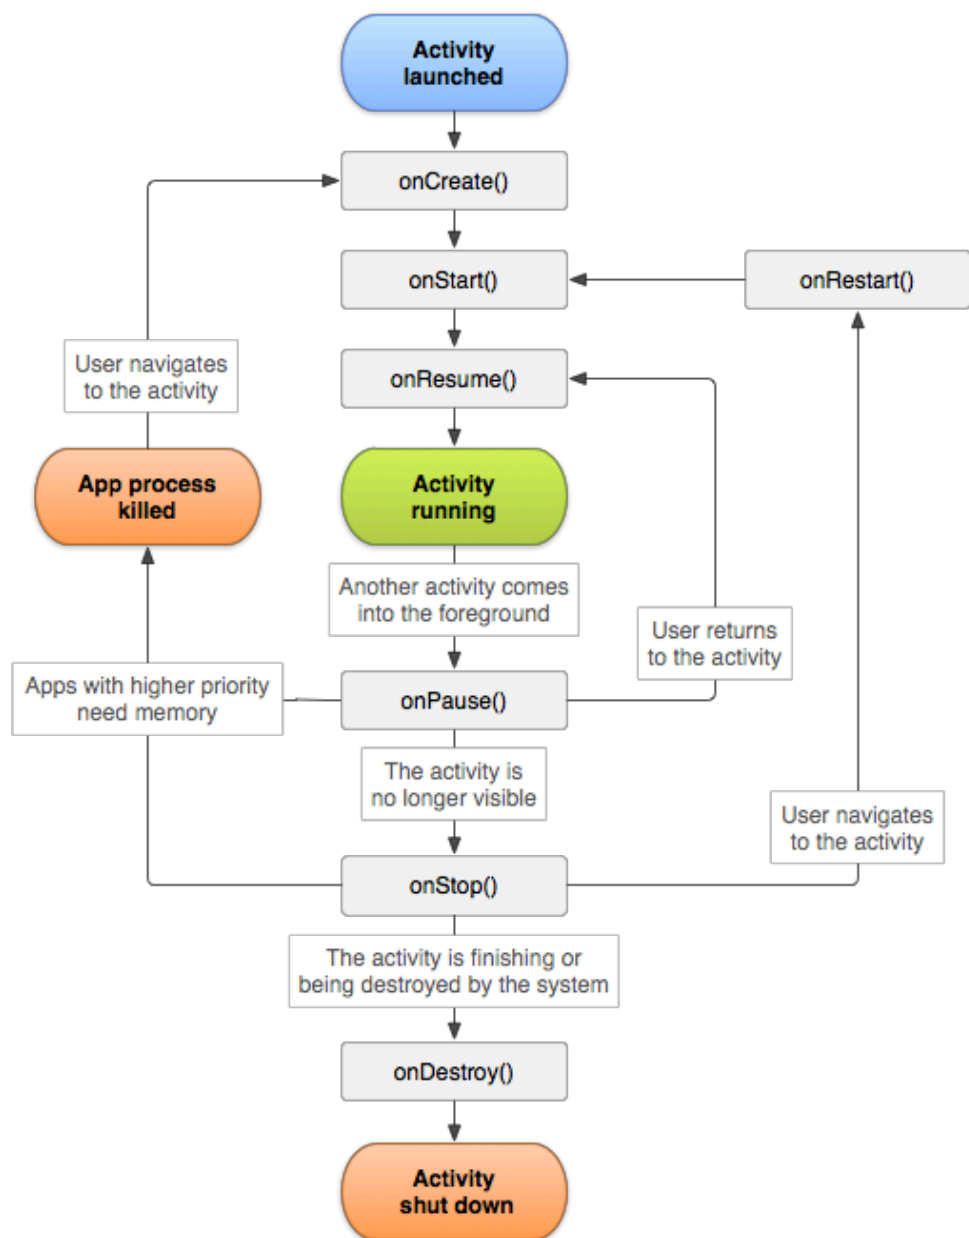 Activity
launched
onCreate()
onStart()
onRestart()
User navigates
to the activity
onResume()
App process
killed
Activity
running
Another activity comes
into the foreground
User returns
to the activity
Apps with higher priority
need memory
onPause()
The activity is
no longer visible
User navigates
to the activity
onStop()
The activity is finishing or
being destroyed by the system
onDestroy()
Activity
shut down